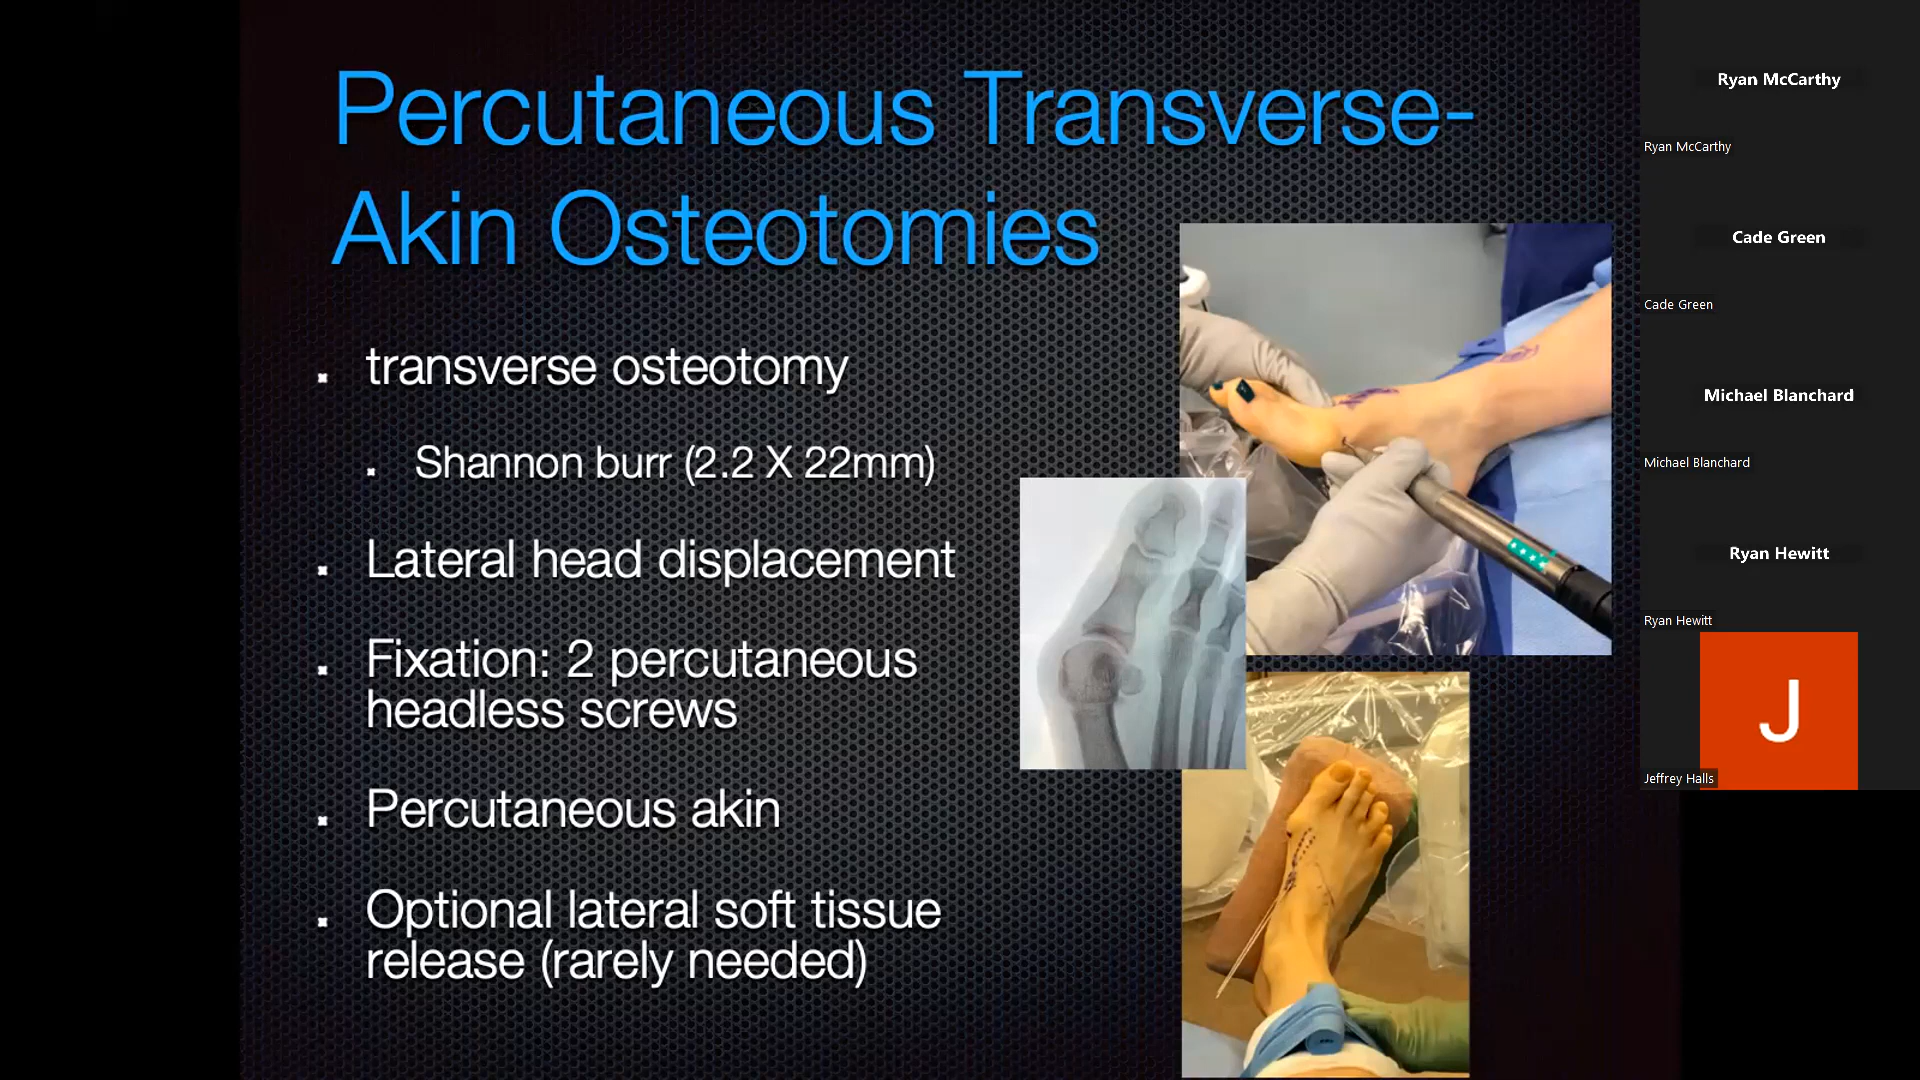 Percutaneous Transverse-
Akin Osteotomies
transverse osteotomy
Shannon burr (2.2 X 22mm)
Lateral head displacement
Fixation: 2 percutaneous
headless screws
Percutaneous akin
Optional lateral soft tissue
release (rarely needed)
Ryan McCarthy
Ryan McCarthy
Cade Green
Cade Green
Michael Blanchard
Michael Blanchard
Ryan Hewitt
Ryan Hewitt
J
Jeffrey Halls